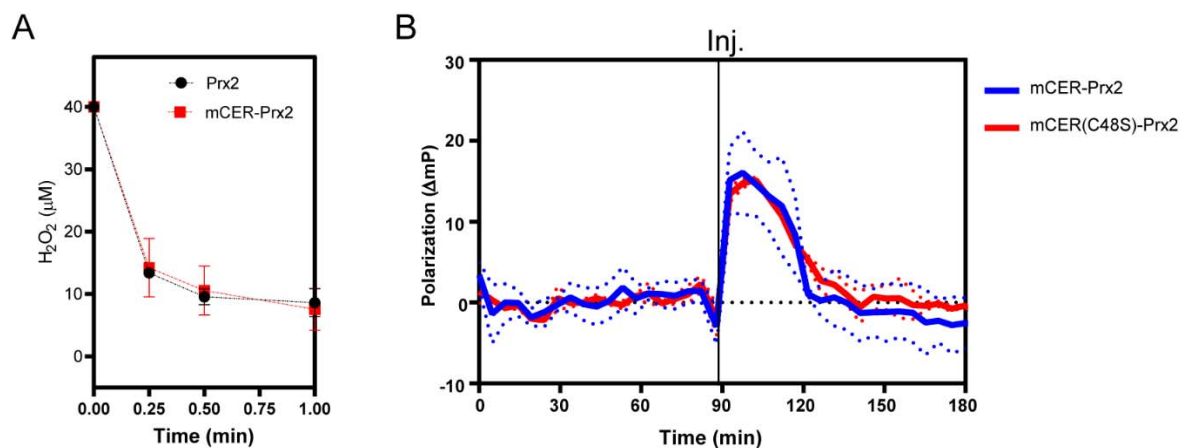 A
H₂O₂ (µM)
40
30
20
10
0
0.00 0.25 0.50 0.75 1.00
Time (min)
Prx2
mCER-Prx2
B
Inj.
Polarization (ΔmP)
30
20
10
0
-10
0 30 60 90 120 150 180
Time (min)
mCER-Prx2
mCER(C48S)-Prx2